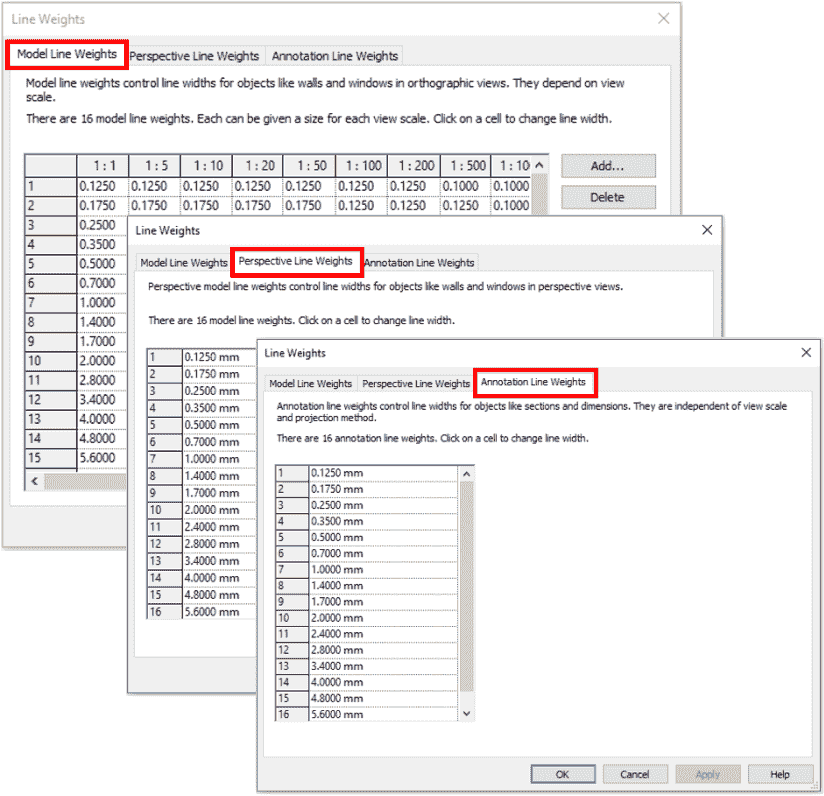 Line Weights
Model Line Weights Perspective Line Weights Annotation Line Weights
Model line weights control line widths for objects like walls and windows in orthographic views. They depend on view
scale.
There are 16 model line weights. Each can be given a size for each view scale. Click on a cell to change line width.
1 : 1 1 : 5 1 : 10 1 : 20 1 : 50 1 : 100 1 : 200 1 : 500 1 : 10
Add...
1 0.1250 0.1250 0.1250 0.1250 0.1250 0.1250 0.1250 0.1000 0.1000
2 0.1750 0.1750 0.1750 0.1750 0.1750 0.1250 0.1250 0.1250 0.1000
Delete
3 0.2500
4 0.3500
5 0.5000
6 0.7000
7 1.0000
8 1.4000
9 1.7000
10 2.0000
11 2.8000
12 3.4000
13 4.0000
14 4.8000
15 5.6000
Line Weights
Model Line Weights Perspective Line Weights Annotation Line Weights
Perspective model line weights control line widths for objects like walls and windows in perspective views.
There are 16 model line weights. Click on a cell to change line width.
1 0.1250 mm
2 0.1750 mm
3 0.2500 mm
4 0.3500 mm
5 0.5000 mm
6 0.7000 mm
7 1.0000 mm
8 1.4000 mm
9 1.7000 mm
10 2.0000 mm
11 2.4000 mm
12 2.8000 mm
13 3.4000 mm
14 4.0000 mm
15 4.8000 mm
16 5.6000 mm
Line Weights
Model Line Weights Perspective Line Weights Annotation Line Weights
Annotation line weights control line widths for objects like sections and dimensions. They are independent of view scale
and projection method.
There are 16 annotation line weights. Click on a cell to change line width.
1 0.1250 mm
2 0.1750 mm
3 0.2500 mm
4 0.3500 mm
5 0.5000 mm
6 0.7000 mm
7 1.0000 mm
8 1.4000 mm
9 1.7000 mm
10 2.0000 mm
11 2.4000 mm
12 2.8000 mm
13 3.4000 mm
14 4.0000 mm
15 4.8000 mm
16 5.6000 mm
OK Cancel Apply Help